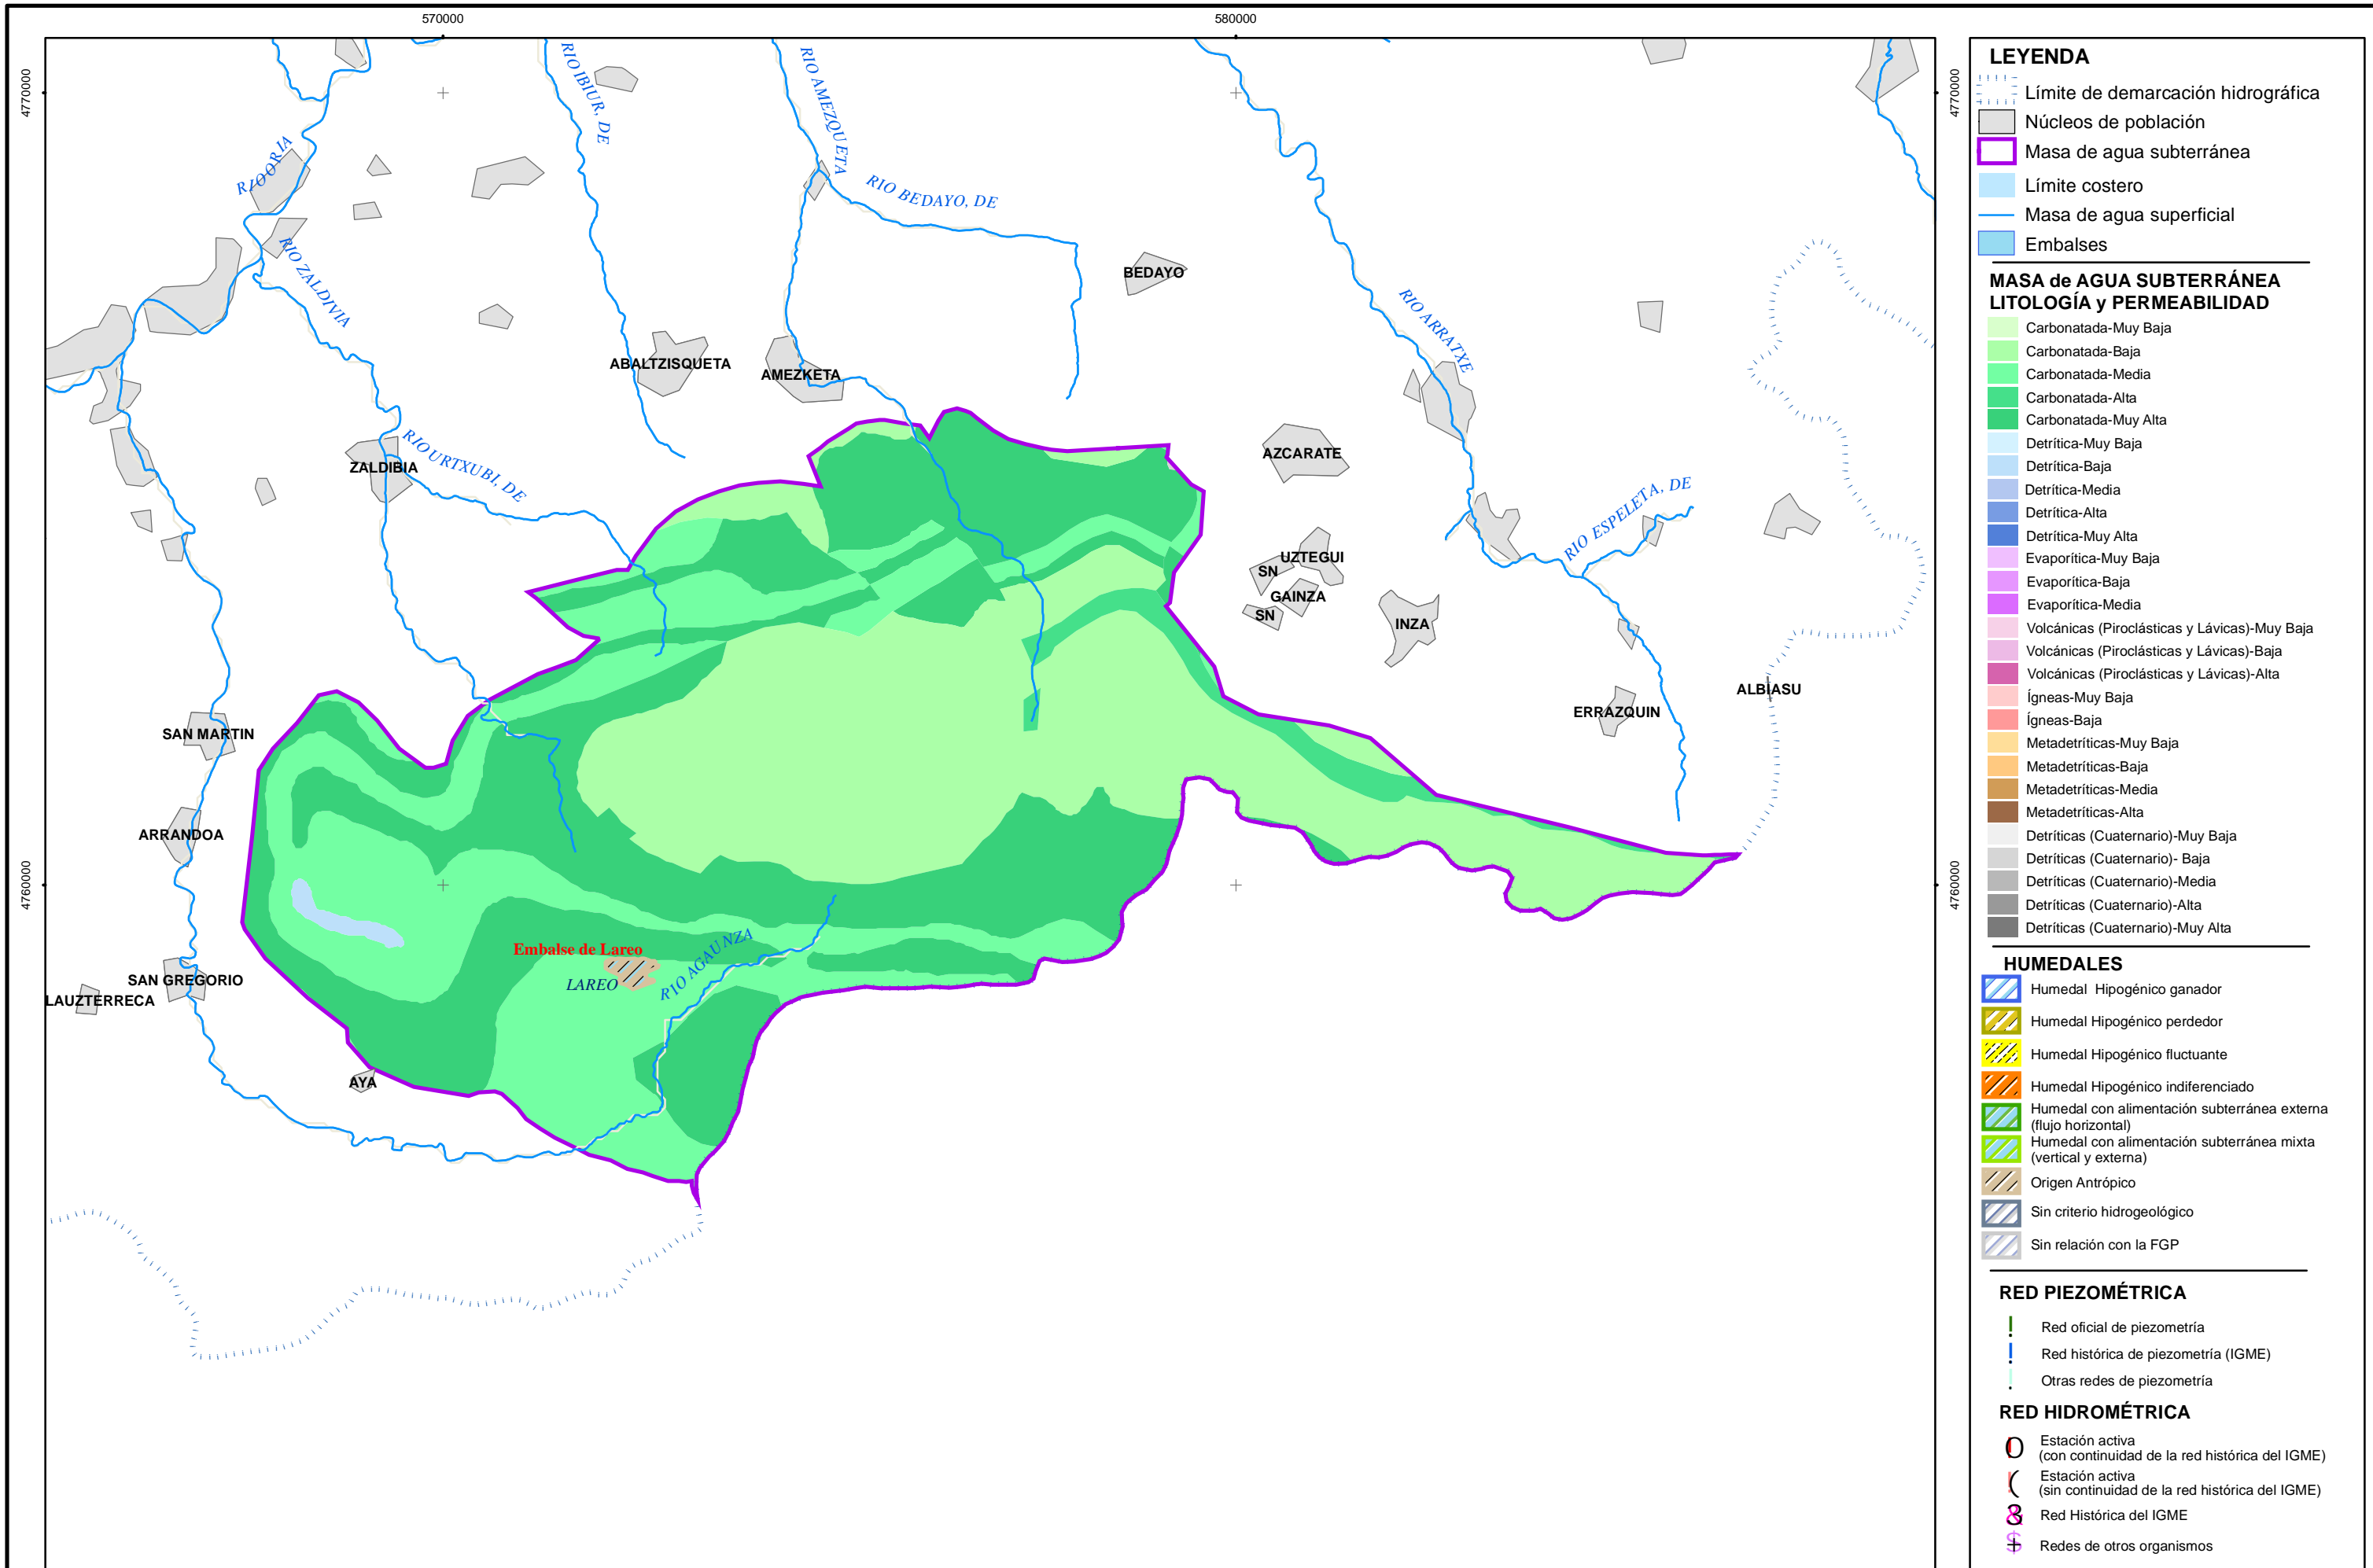 570000
580000
4770000
4770000
4760000
4760000
RIO ORIA
RIO IBIUR, DE
RIO AMEZQUETA
RIO BEDAYO, DE
RIO ZALDIVIA
BEDAYO
RIO ARRATXE
ABALTZISQUETA
AMEZKETA
ZALDIBIA
RIO URTXUBI, DE
AZCARATE
RIO ESPELETA, DE
UZTEGUI
SN
GAINZA
SN
INZA
ALBIASU
ERRAZQUIN
SAN MARTIN
ARRANDOA
Embalse de Lareo
LAREO
RIO AGAUNZA
SAN GREGORIO
LAUZTERRECA
AYA
LEYENDA
Límite de demarcación hidrográfica
Núcleos de población
Masa de agua subterránea
Límite costero
Masa de agua superficial
Embalses
MASA de AGUA SUBTERRÁNEA
LITOLOGÍA y PERMEABILIDAD
Carbonatada-Muy Baja
Carbonatada-Baja
Carbonatada-Media
Carbonatada-Alta
Carbonatada-Muy Alta
Detrítica-Muy Baja
Detrítica-Baja
Detrítica-Media
Detrítica-Alta
Detrítica-Muy Alta
Evaporítica-Muy Baja
Evaporítica-Baja
Evaporítica-Media
Volcánicas (Piroclásticas y Lávicas)-Muy Baja
Volcánicas (Piroclásticas y Lávicas)-Baja
Volcánicas (Piroclásticas y Lávicas)-Alta
Ígneas-Muy Baja
Ígneas-Baja
Metadetríticas-Muy Baja
Metadetríticas-Baja
Metadetríticas-Media
Metadetríticas-Alta
Detríticas (Cuaternario)-Muy Baja
Detríticas (Cuaternario)- Baja
Detríticas (Cuaternario)-Media
Detríticas (Cuaternario)-Alta
Detríticas (Cuaternario)-Muy Alta
HUMEDALES
Humedal Hipogénico ganador
Humedal Hipogénico perdedor
Humedal Hipogénico fluctuante
Humedal Hipogénico indiferenciado
Humedal con alimentación subterránea externa
(flujo horizontal)
Humedal con alimentación subterránea mixta
(vertical y externa)
Origen Antrópico
Sin criterio hidrogeológico
Sin relación con la FGP
RED PIEZOMÉTRICA
Red oficial de piezometría
Red histórica de piezometría (IGME)
Otras redes de piezometría
RED HIDROMÉTRICA
Estación activa
(con continuidad de la red histórica del IGME)
Estación activa
(sin continuidad de la red histórica del IGME)
Red Histórica del IGME
Redes de otros organismos